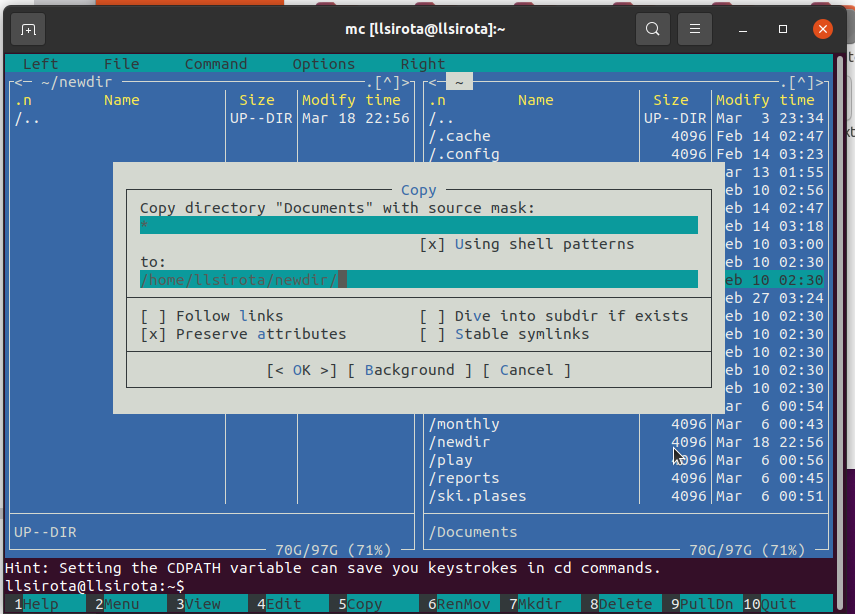 mc [llsirota@llsirota]:~
Left File Command Options Right
<─ ~/newdir .[^]> <─ ~ .[^]>
.n Name Size Modify time .n Name Size Modify time
/.. UP--DIR Mar 18 22:56 /.. UP--DIR Mar 3 23:34
/.cache 4096 Feb 14 02:47
/.config 4096 Feb 14 03:23
ar 13 01:55
Copy eb 10 02:56
Copy directory "Documents" with source mask: eb 14 02:47
* eb 14 03:18
[x] Using shell patterns eb 10 03:00
to: eb 10 02:30
/home/llsirota/newdir/ eb 10 02:30
eb 27 03:24
[ ] Follow links [ ] Dive into subdir if exists eb 10 02:30
[x] Preserve attributes [ ] Stable symlinks eb 10 02:30
eb 10 02:30
[< OK >] [ Background ] [ Cancel ] eb 10 02:30
eb 10 02:30
ar 6 00:54
/monthly 4096 Mar 6 00:43
/newdir 4096 Mar 18 22:56
/play 4096 Mar 6 00:56
/reports 4096 Mar 6 00:45
/ski.plases 4096 Mar 6 00:51
UP--DIR /Documents
70G/97G (71%) 70G/97G (71%)
Hint: Setting the CDPATH variable can save you keystrokes in cd commands.
llsirota@llsirota:~$
1Help 2Menu 3View 4Edit 5Copy 6RenMov 7Mkdir 8Delete 9PullDn 10Quit